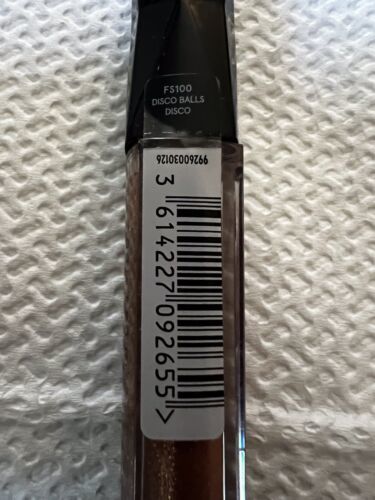 FS100
DISCO BALLS
DISCO
99260030126
3 614227 092655 >